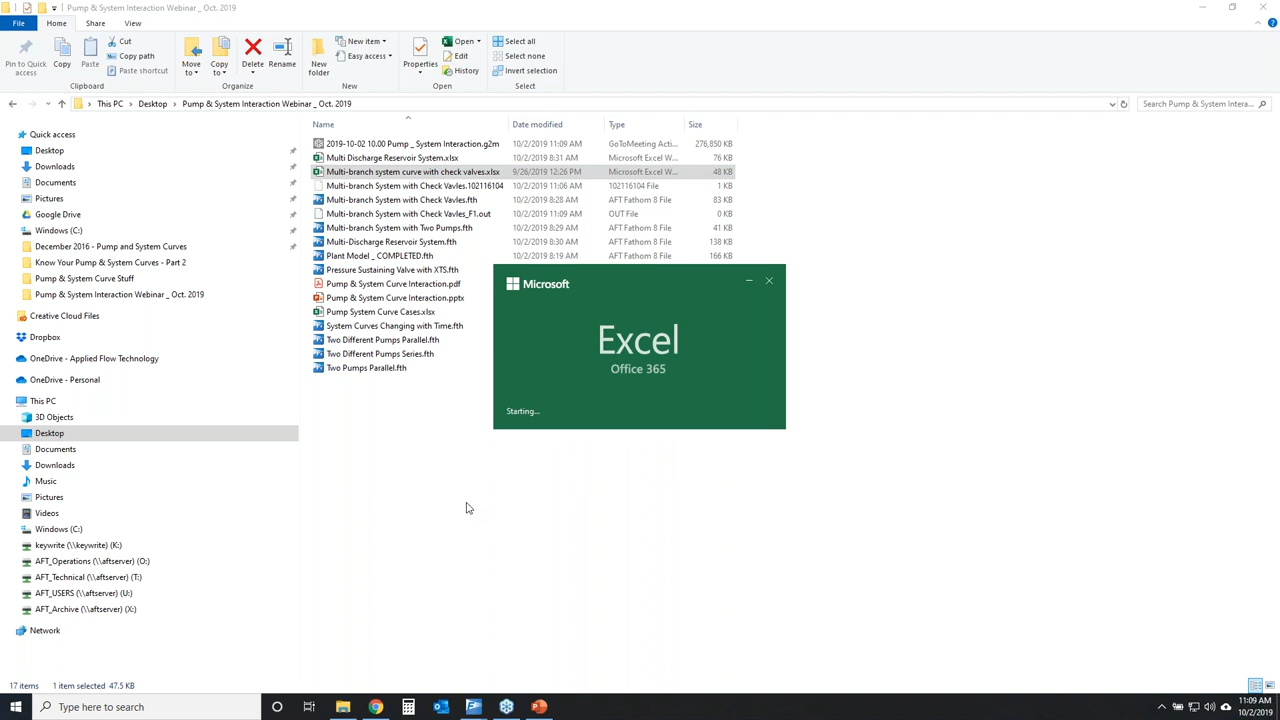 Pump & System Interaction Webinar _ Oct. 2019
File Home Share View
Pin to Quick access
Copy
Paste
Cut
Copy path
Paste shortcut
Move to
Copy to
Delete
Rename
New folder
New item
Easy access
Properties
Open
Edit
History
Select all
Select none
Invert selection
Clipboard Organize New Open Select
This PC Desktop Pump & System Interaction Webinar _ Oct. 2019
Search Pump & System Intera...
Name Date modified Type Size
2019-10-02 10.00 Pump _ System Interaction.g2m 10/2/2019 11:09 AM GoToMeeting Acti... 276,850 KB
Multi Discharge Reservoir System.xlsx 10/2/2019 8:31 AM Microsoft Excel W... 76 KB
Multi-branch system curve with check valves.xlsx 9/26/2019 12:26 PM Microsoft Excel W... 48 KB
Multi-branch System with Check Vavles.102116104 10/2/2019 11:06 AM 102116104 File 1 KB
Multi-branch System with Check Vavles.fth 10/2/2019 8:28 AM AFT Fathom 8 File 83 KB
Multi-branch System with Check Vavles_F1.out 10/2/2019 11:09 AM OUT File 0 KB
Multi-branch System with Two Pumps.fth 10/2/2019 8:29 AM AFT Fathom 8 File 41 KB
Multi-Discharge Reservoir System.fth 10/2/2019 8:30 AM AFT Fathom 8 File 138 KB
Plant Model _ COMPLETED.fth 10/2/2019 8:19 AM AFT Fathom 8 File 166 KB
Pressure Sustaining Valve with XTS.fth
Pump & System Curve Interaction.pdf
Pump & System Curve Interaction.pptx
Pump System Curve Cases.xlsx
System Curves Changing with Time.fth
Two Different Pumps Parallel.fth
Two Different Pumps Series.fth
Two Pumps Parallel.fth
Quick access
Desktop
Downloads
Documents
Pictures
Google Drive
Windows (C:)
December 2016 - Pump and System Curves
Know Your Pump & System Curves - Part 2
Pump & System Curve Stuff
Pump & System Interaction Webinar _ Oct. 2019
Creative Cloud Files
Dropbox
OneDrive - Applied Flow Technology
OneDrive - Personal
This PC
3D Objects
Desktop
Documents
Downloads
Music
Pictures
Videos
Windows (C:)
keywrite (\\keywrite) (K:)
AFT_Operations (\\aftserver) (O:)
AFT_Technical (\\aftserver) (T:)
AFT_USERS (\\aftserver) (U:)
AFT_Archive (\\aftserver) (X:)
Network
Microsoft
Excel
Office 365
Starting...
17 items 1 item selected 47.5 KB
Type here to search
11:09 AM
10/2/2019